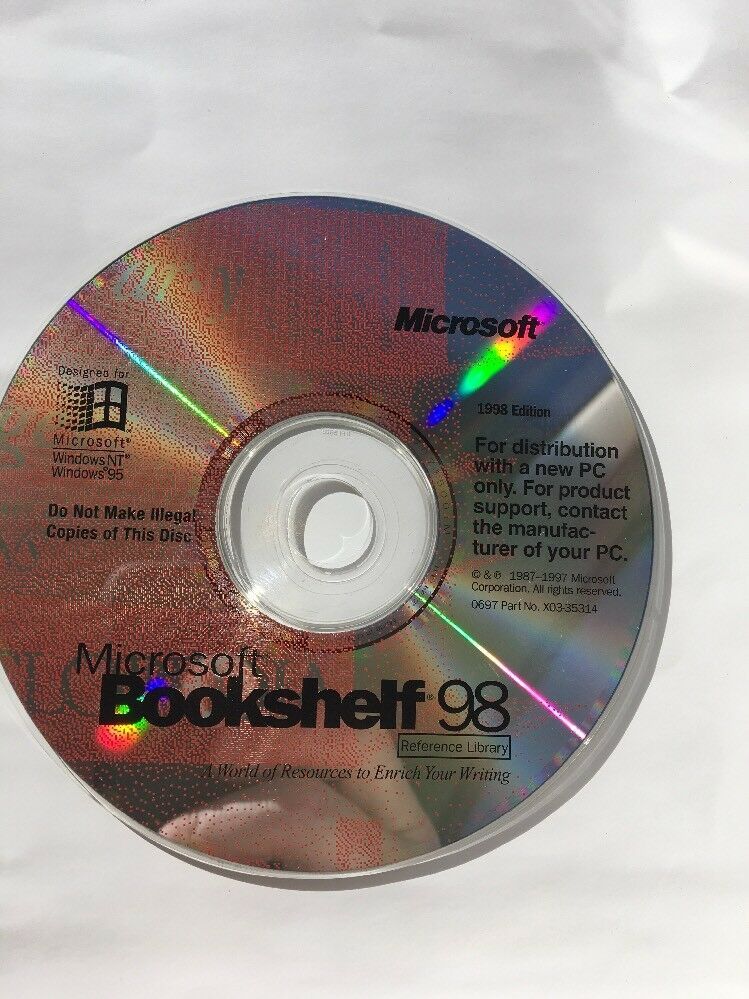 Microsoft
Designed for
Microsoft®
Windows NT®
Windows®95
Do Not Make Illegal
Copies of This Disc
1998 Edition
For distribution
with a new PC
only. For product
support, contact
the manufac-
turer of your PC.
© & ℗ 1987–1997 Microsoft
Corporation. All rights reserved.
0697 Part No. X03-35314
Microsoft
Bookshelf® 98
Reference Library
A World of Resources to Enrich Your Writing